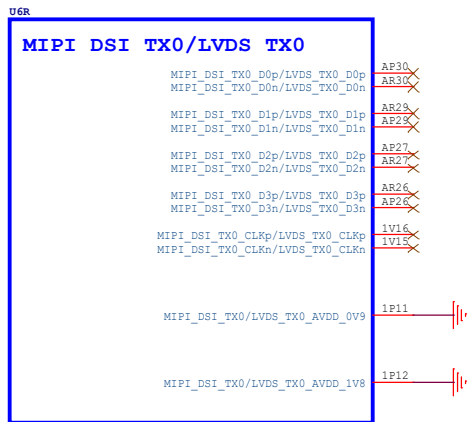 U6R
MIPI DSI TX0/LVDS TX0
MIPI_DSI_TX0_D0p/LVDS_TX0_D0p AP30
MIPI_DSI_TX0_D0n/LVDS_TX0_D0n AR30
MIPI_DSI_TX0_D1p/LVDS_TX0_D1p AR29
MIPI_DSI_TX0_D1n/LVDS_TX0_D1n AP29
MIPI_DSI_TX0_D2p/LVDS_TX0_D2p AP27
MIPI_DSI_TX0_D2n/LVDS_TX0_D2n AR27
MIPI_DSI_TX0_D3p/LVDS_TX0_D3p AR26
MIPI_DSI_TX0_D3n/LVDS_TX0_D3n AP26
MIPI_DSI_TX0_CLKp/LVDS_TX0_CLKp 1V16
MIPI_DSI_TX0_CLKn/LVDS_TX0_CLKn 1V15
MIPI_DSI_TX0/LVDS_TX0_AVDD_0V9 1P11
MIPI_DSI_TX0/LVDS_TX0_AVDD_1V8 1P12